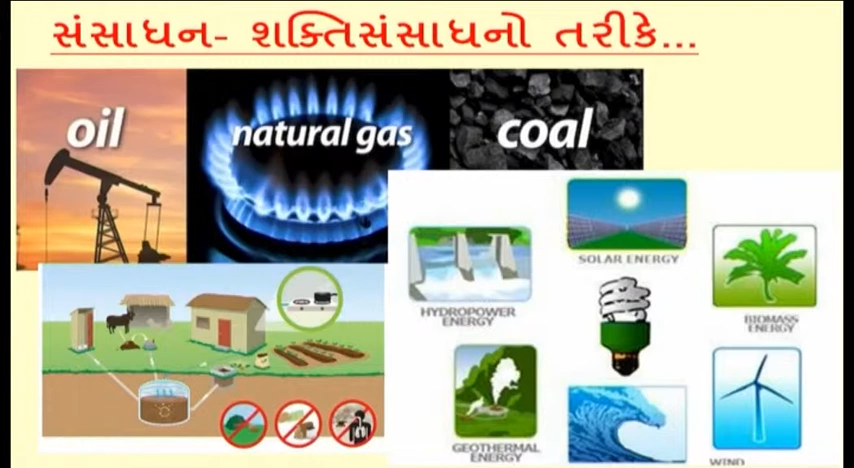 સંસાધન- શક્તિસંસાધનો તરીકે...
oil
natural gas
coal
SOLAR ENERGY
HYDROPOWER
ENERGY
BIOMASS
ENERGY
GEOTHERMAL
ENERGY
WIND